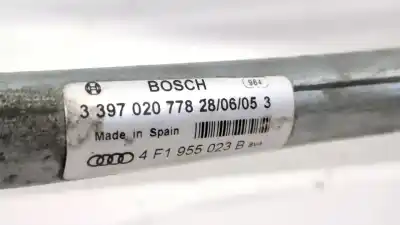 BOSCH 984
3 397 020 778 28/06/05 3
Made in Spain
4 F1 955 023 B